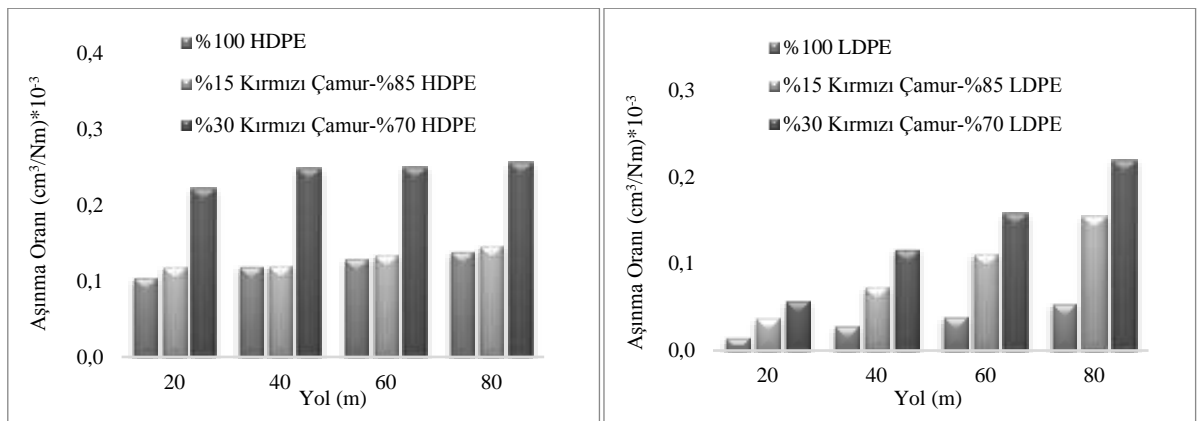 %100 HDPE
%15 Kırmızı Çamur-%85 HDPE
%30 Kırmızı Çamur-%70 HDPE
Aşınma Oranı (cm³/Nm)*10⁻³
0,4
0,3
0,2
0,1
0,0
20 40 60 80
Yol (m)
%100 LDPE
%15 Kırmızı Çamur-%85 LDPE
%30 Kırmızı Çamur-%70 LDPE
Aşınma Oranı (cm³/Nm)*10⁻³
0,3
0,2
0,1
0,0
20 40 60 80
Yol (m)